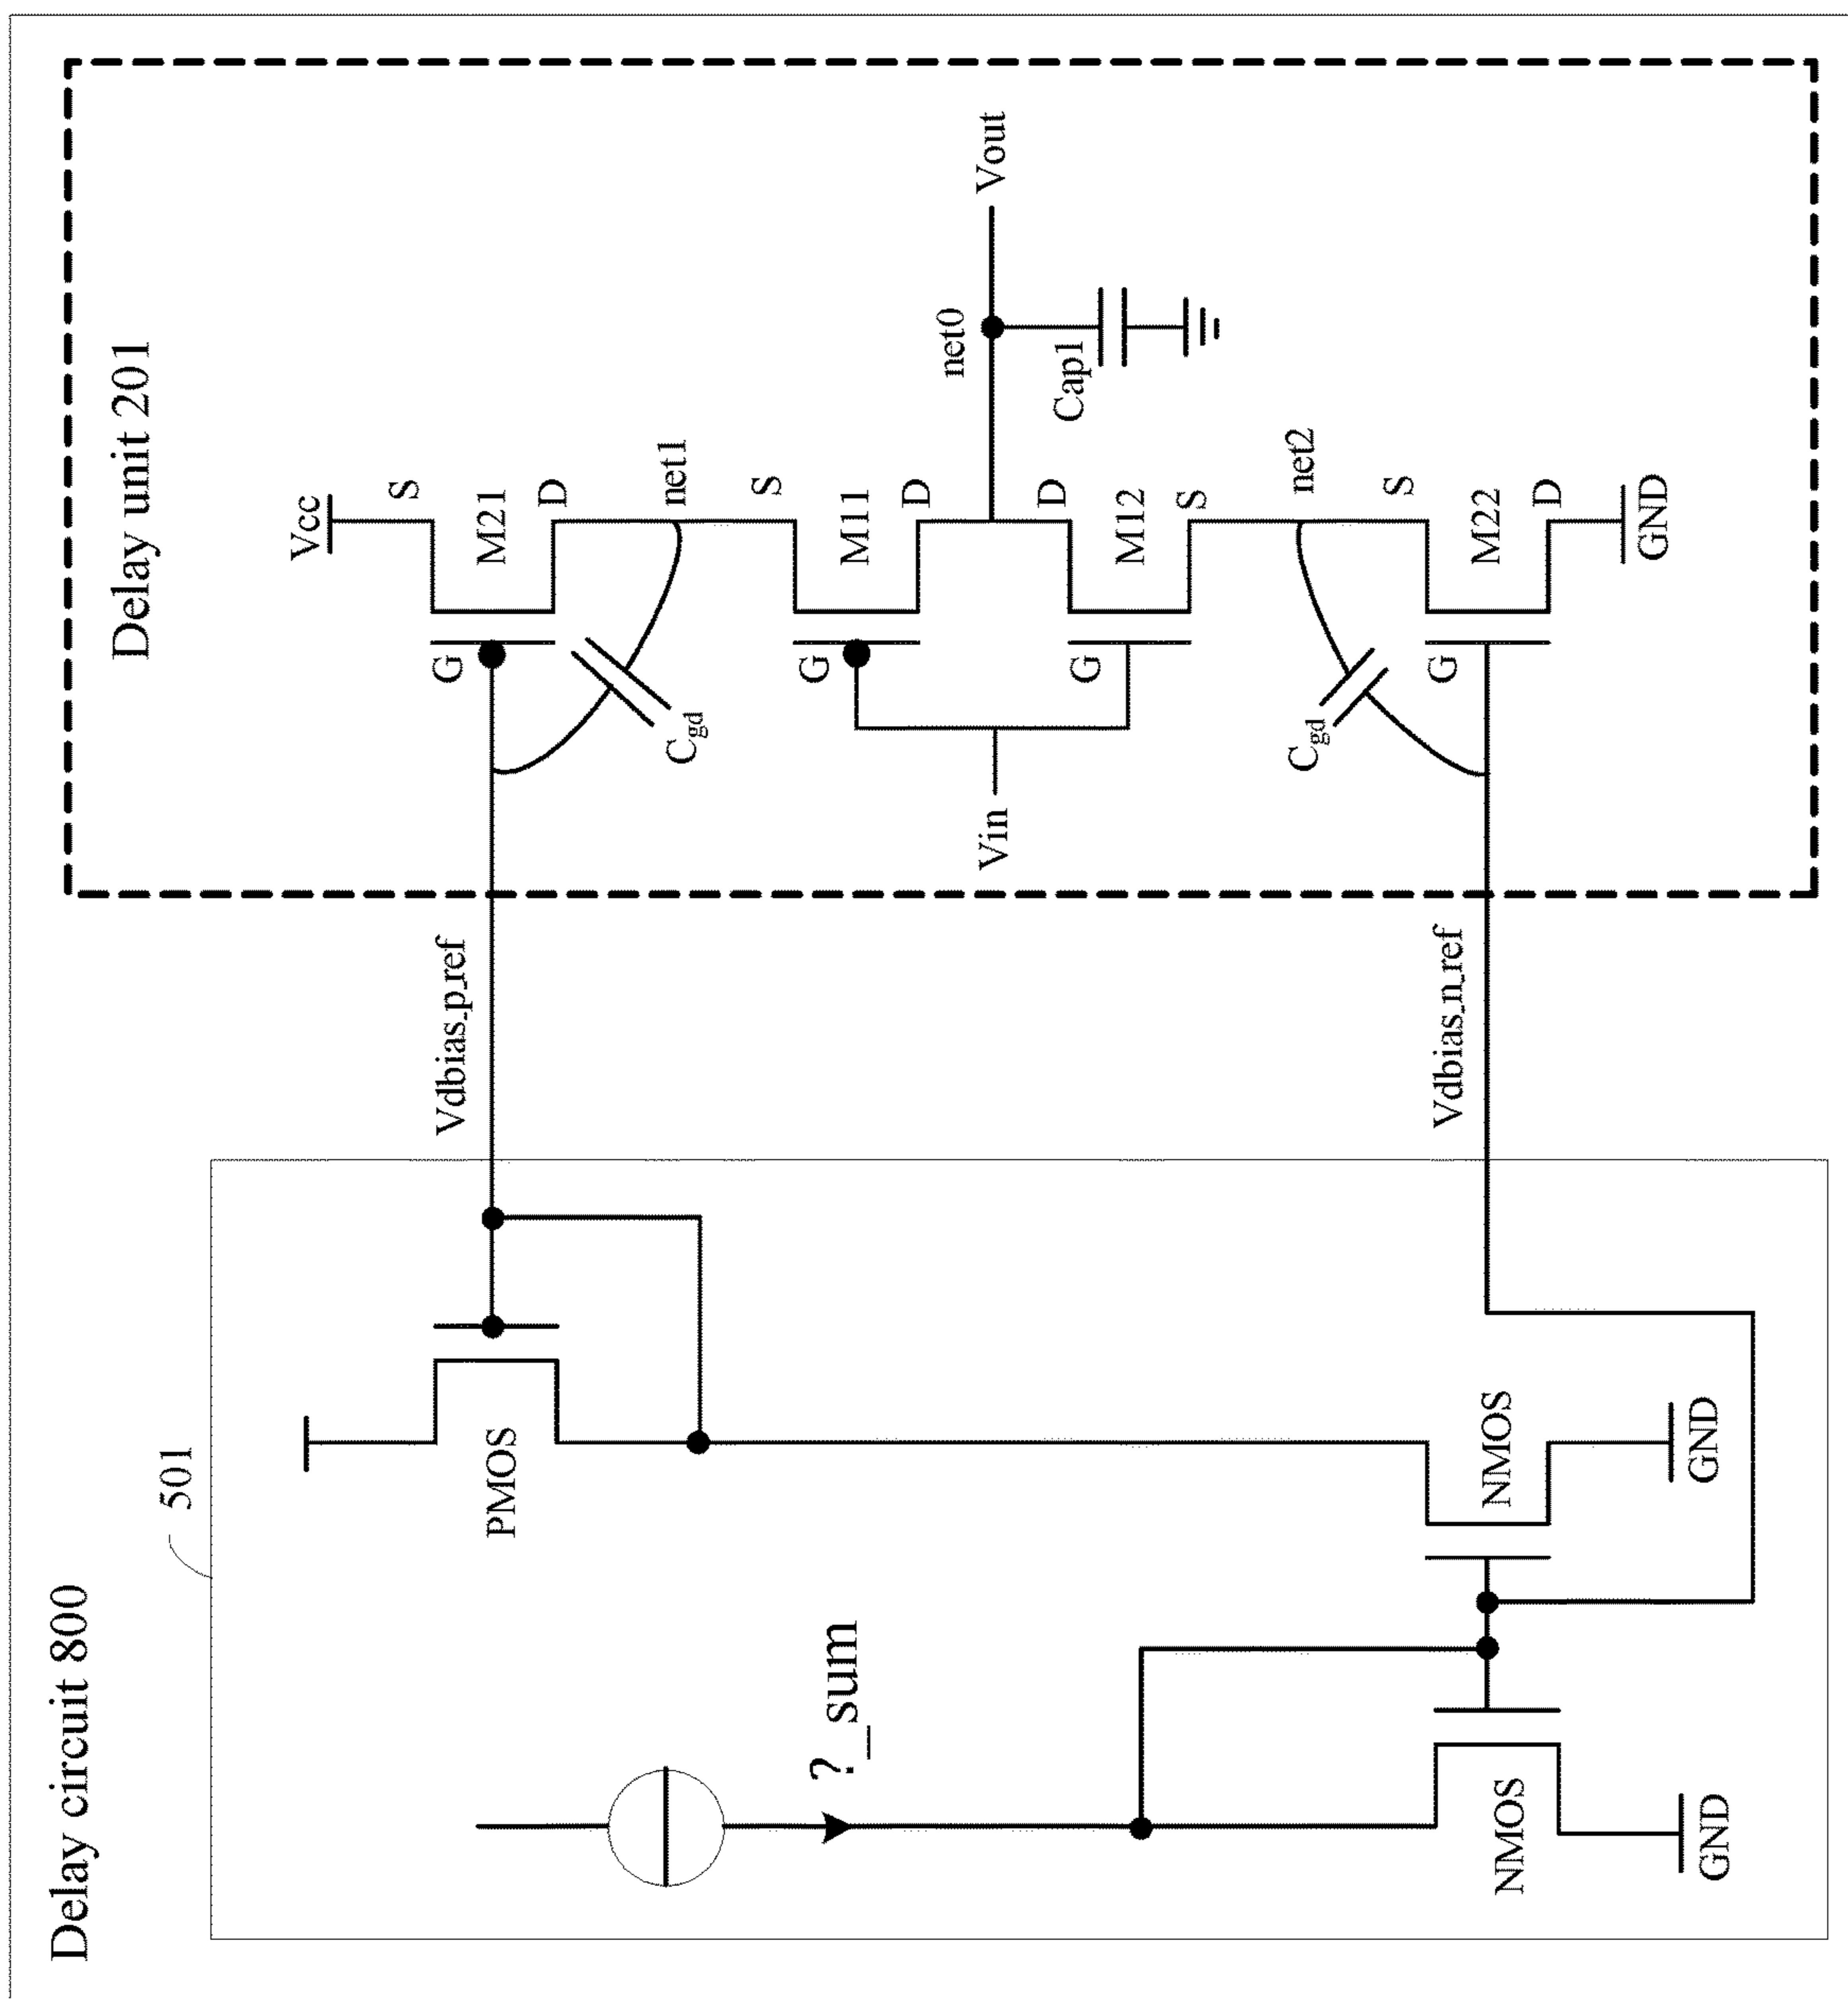 Delay circuit 800
501
?_sum
NMOS
GND
PMOS
NMOS
GND
Vdbias_p_ref
Vdbias_n_ref
Delay unit 201
Vcc
S
G
M21
D
Cgd
net1
S
G
M11
D
Vin
net0
Vout
Cap1
D
G
M12
S
net2
Cgd
S
G
M22
D
GND